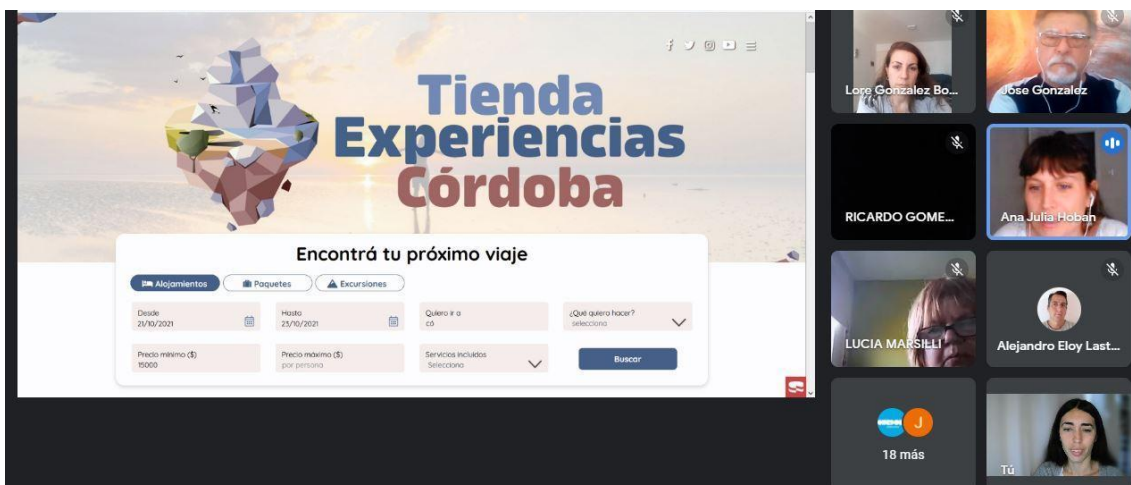 Tienda
Experiencias
Córdoba
Encontrá tu próximo viaje
Alojamientos
Paquetes
Excursiones
Desde
21/10/2021
Hasta
23/10/2021
Quiero ir a
có
¿Qué quiero hacer?
selecciona
Precio mínimo ($)
15000
Precio máximo ($)
por persona
Servicios incluidos
Selecciona
Buscar
Lore Gonzalez Bo...
Jose Gonzalez
RICARDO GOME...
Ana Julia Hoban
LUCIA MARSILLI
Alejandro Eloy Last...
J
18 más
Tú